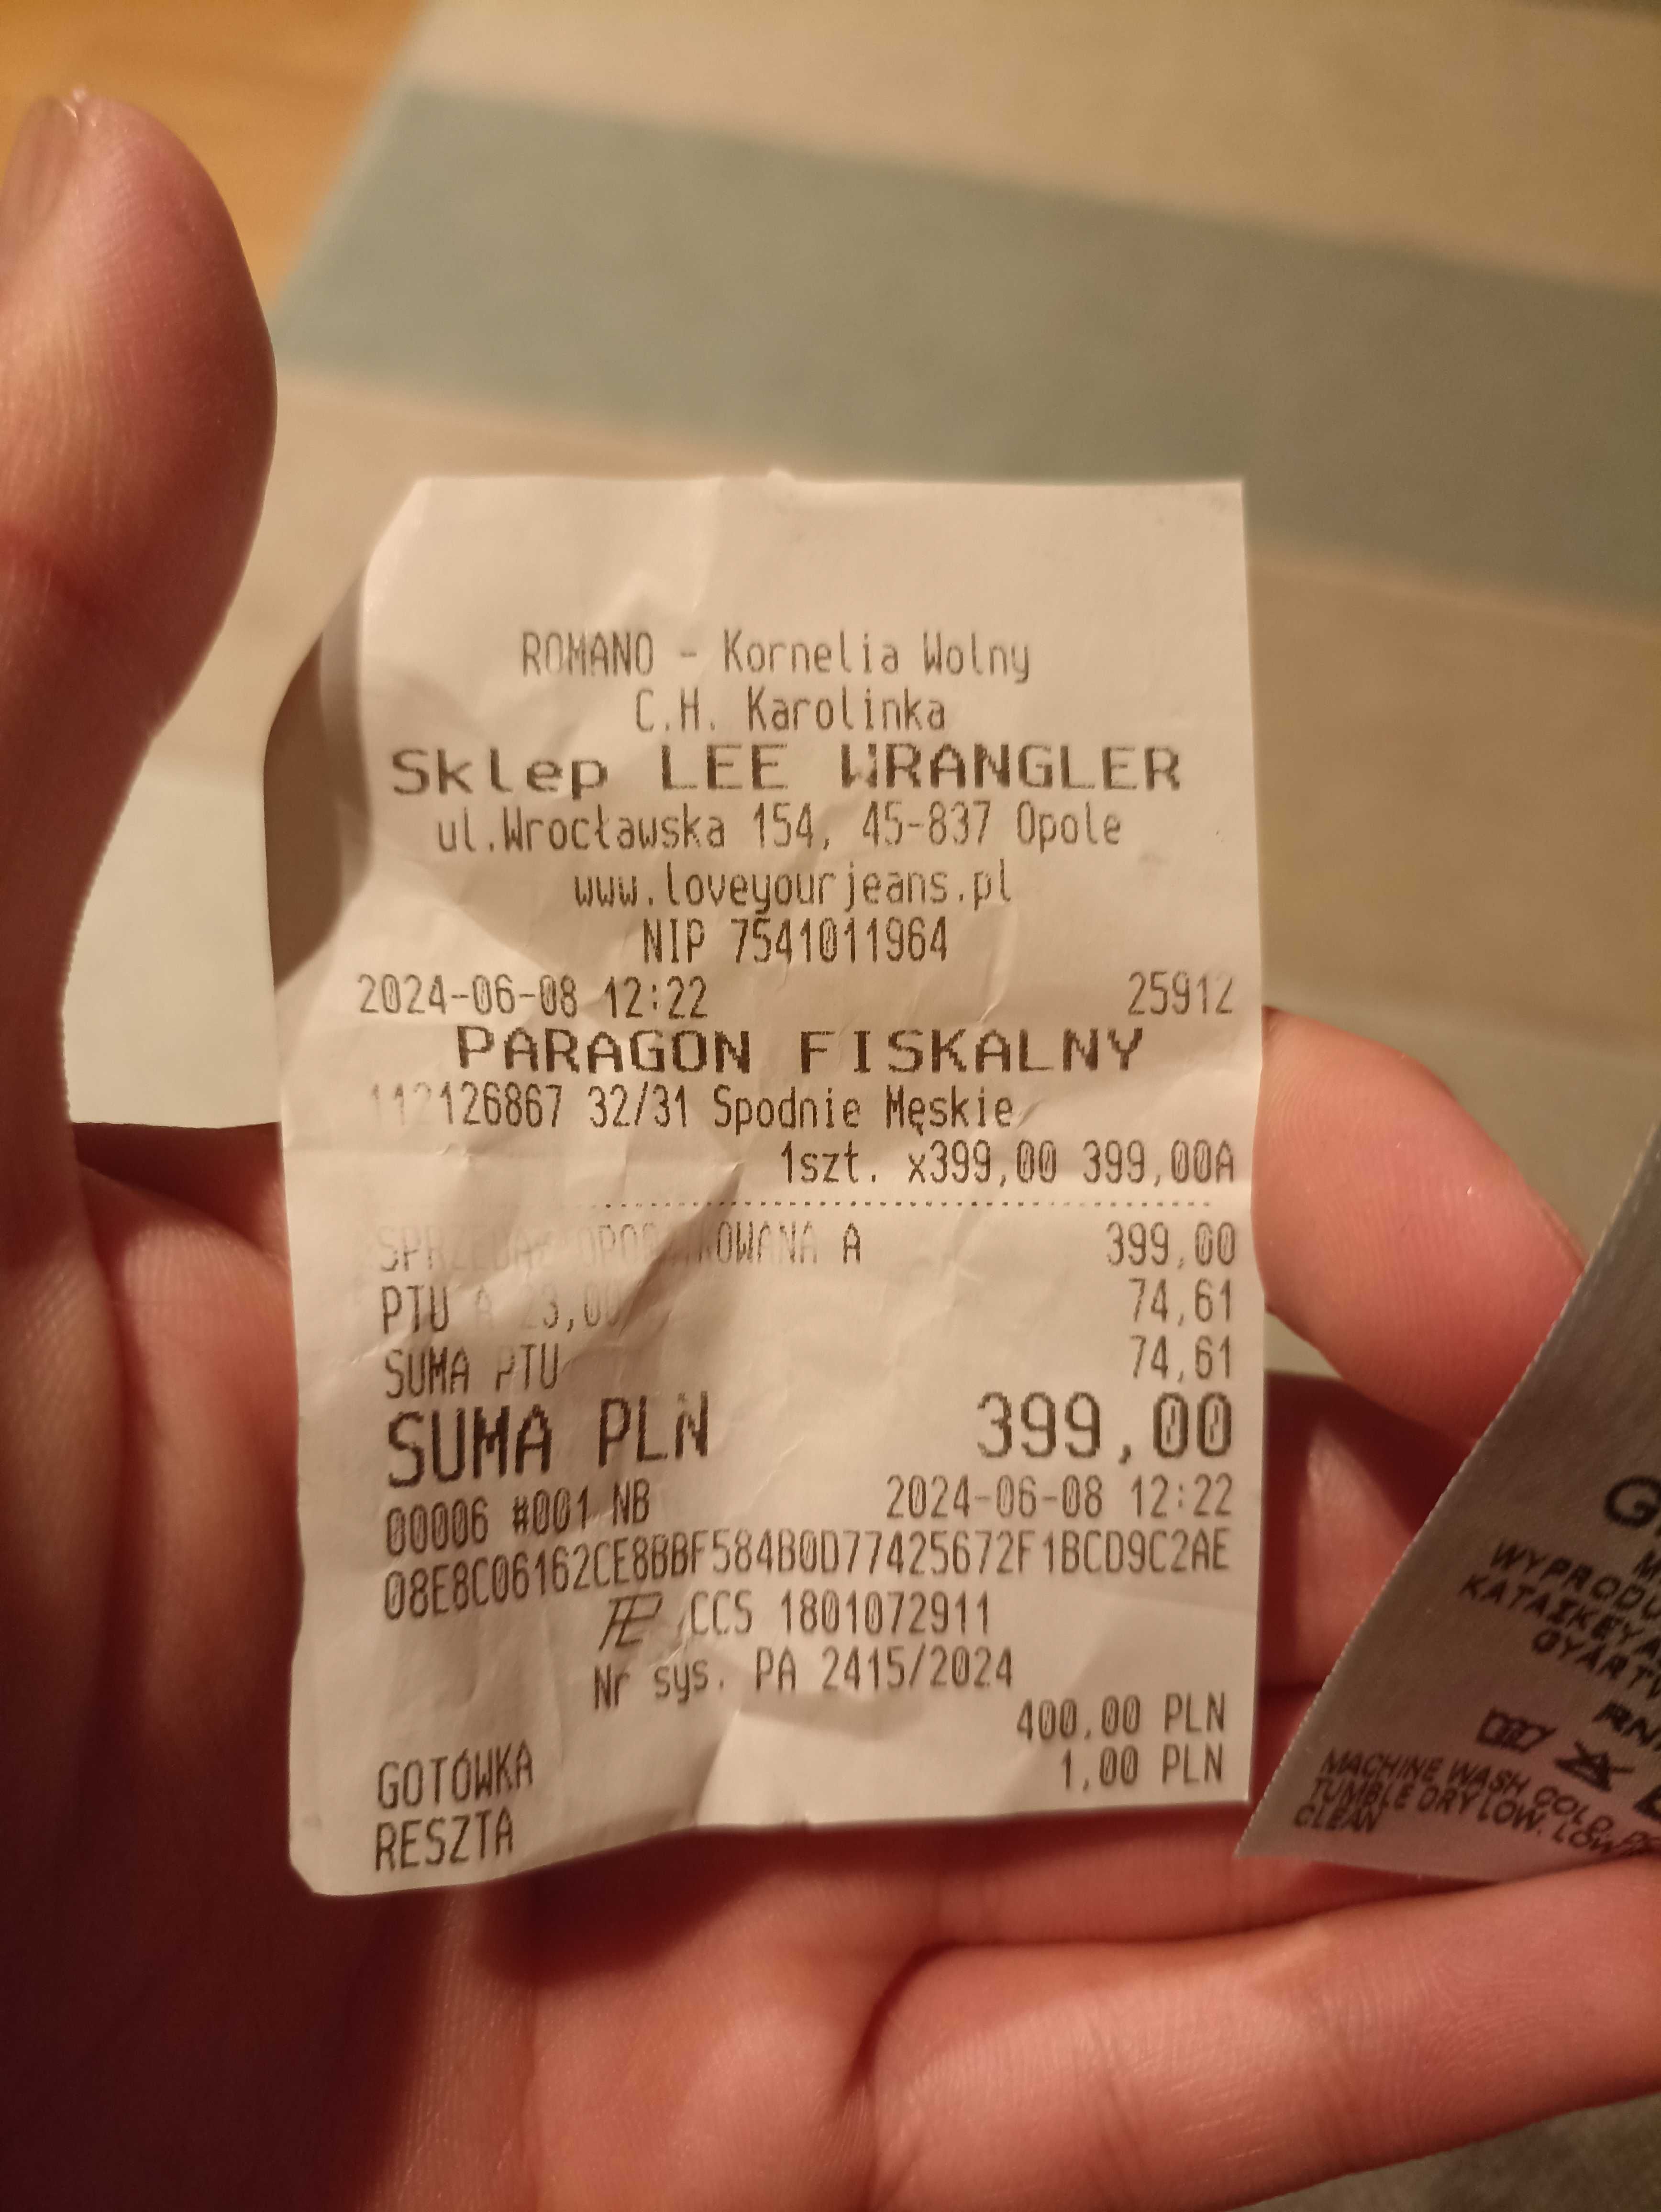 ROMANO - Kornelia Wolny
C.H. Karolinka
Sklep LEE WRANGLER
ul.Wrocławska 154, 45-837 Opole
www.loveyourjeans.pl
NIP 7541011964
2024-06-08 12:22 25912
PARAGON FISKALNY
112126867 32/31 Spodnie Męskie
1szt. x399,00 399,00A
SPRZEDAŻ OPODATKOWANA A 399,00
PTU A 23,00 74,61
SUMA PTU 74,61
SUMA PLN 399,00
00006 #001 NB 2024-06-08 12:22
08E8C06162CE8BBF584B0D77425672F1BCD9C2AE
CCS 1801072911
Nr sys. PA 2415/2024
GOTÓWKA 400,00 PLN
RESZTA 1,00 PLN
MACHINE WASH COLD
TUMBLE DRY LOW.
CLEAN